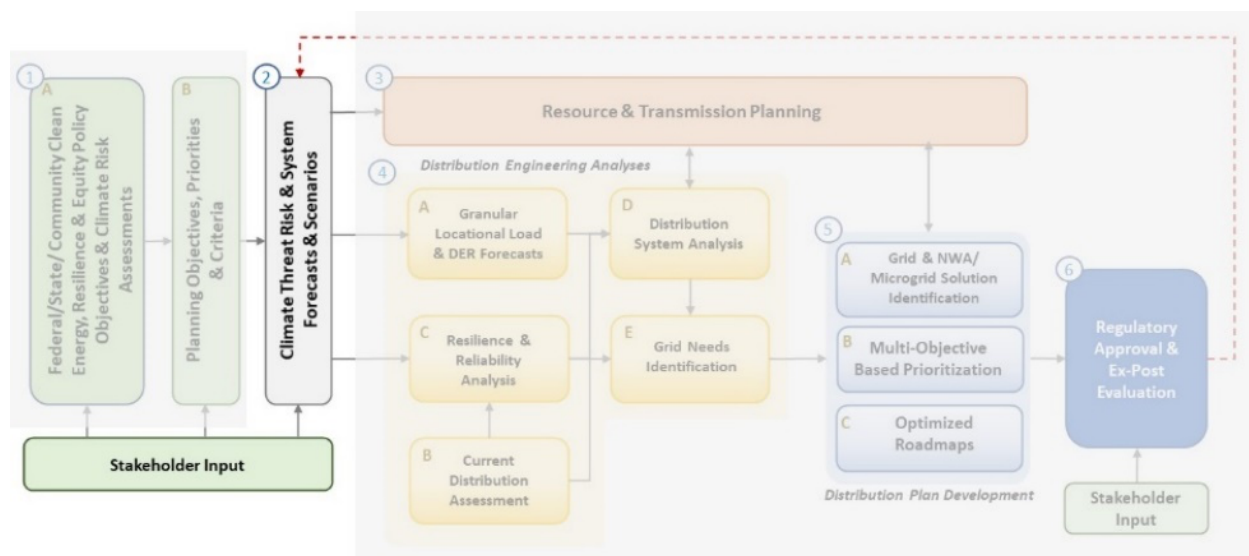 1
A
Federal/State/ Community Clean
Energy, Resilience & Equity Policy
Objectives & Climate Risk
Assessments
B
Planning Objectives, Priorities
& Criteria
2
Climate Threat Risk & System
Forecasts & Scenarios
Stakeholder Input
3
Resource & Transmission Planning
Distribution Engineering Analyses
4
A
Granular
Locational Load
& DER Forecasts
D
Distribution
System Analysis
C
Resilience &
Reliability
Analysis
E
Grid Needs
Identification
B
Current
Distribution
Assessment
5
A
Grid & NWA/
Microgrid Solution
Identification
B
Multi-Objective
Based Prioritization
C
Optimized
Roadmaps
Distribution Plan Development
6
Regulatory
Approval &
Ex-Post
Evaluation
Stakeholder
Input